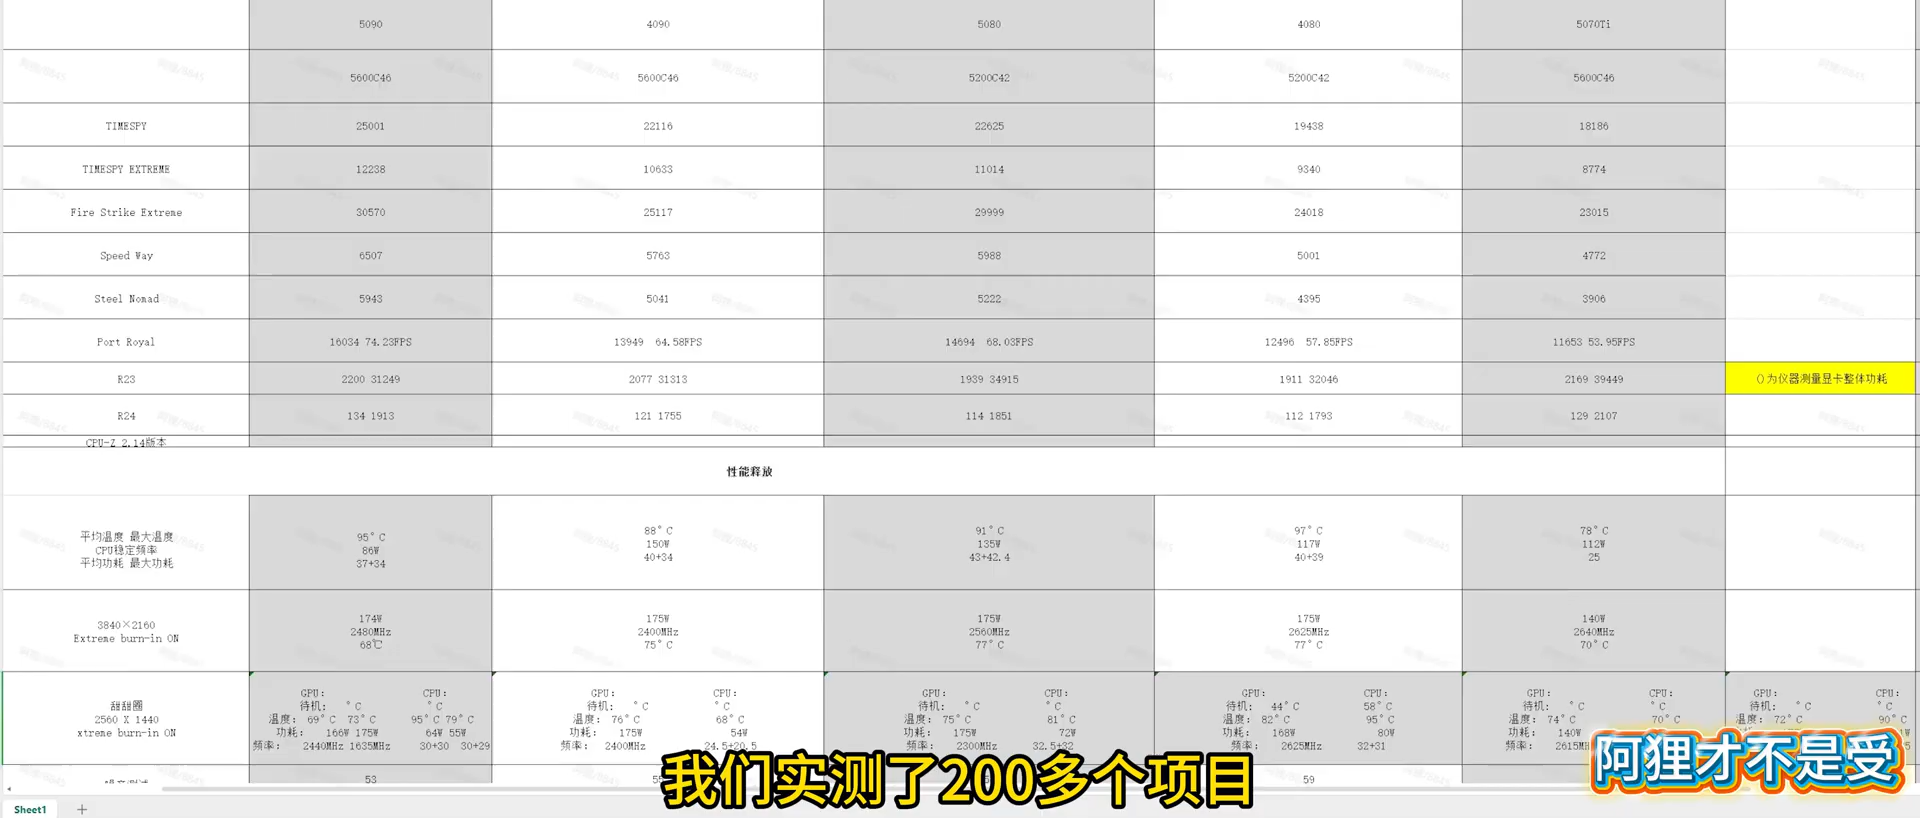 5090 4090 5080 4080 5070Ti
5600C46 5600C46 5200C42 5200C42 5600C46
TIMESPY 25001 22116 22625 19438 18186
TIMESPY EXTREME 12238 10633 11014 9340 8774
Fire Strike Extreme 30570 25117 29999 24018 23015
Speed Way 6507 5763 5988 5001 4772
Steel Nomad 5943 5041 5222 4395 3906
Port Royal 16034 74.23FPS 13949 64.58FPS 14694 68.03FPS 12496 57.85FPS 11653 53.95FPS
R23 2200 31249 2077 31313 1939 34915 1911 32046 2169 39449 ()为仪器测量显卡整体功耗
R24 134 1913 121 1755 114 1851 112 1793 129 2107
CPU-Z 2.14版本
性能释放
平均温度 最大温度 95°C 88°C 91°C 97°C 78°C
CPU稳定频率 86W 150W 135W 117W 112W
平均功耗 最大功耗 37+34 40+34 43+42.4 40+39 25
174W 175W 175W 175W 140W
3840×2160 2480MHz 2400MHz 2560MHz 2625MHz 2640MHz
Extreme burn-in ON 68℃ 75°C 77°C 77°C 70°C
GPU: CPU: GPU: CPU: GPU: CPU: GPU: CPU: GPU: CPU: GPU: CPU:
甜甜圈 待机: °C °C 待机: °C °C 待机: °C °C 待机: 44°C 58°C 待机: °C °C 待机: °C °C
2560 X 1440 温度: 69°C 73°C 95°C 79°C 温度: 76°C 68°C 温度: 75°C 81°C 温度: 82°C 95°C 温度: 74°C 70°C 温度: 72°C 90°C
xtreme burn-in ON 功耗: 166W 175W 64W 55W 功耗: 175W 54W 功耗: 175W 72W 功耗: 168W 80W 功耗: 140W
频率: 2440MHz 1635MHz 30+30 30+29 频率: 2400MHz 24.5+20.5 频率: 2300MHz 32.5+32 频率: 2625MHz 32+31 频率: 2615MHz
53 59
我们实测了200多个项目
阿狸才不是受
Sheet1